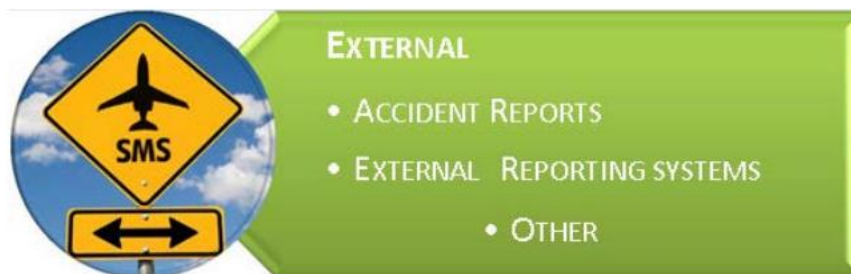 SMS
EXTERNAL
• ACCIDENT REPORTS
• EXTERNAL REPORTING SYSTEMS
• OTHER